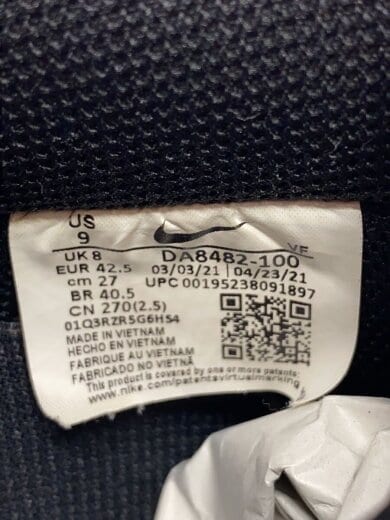 US
9
VF
UK 8 DA8482-100
EUR 42.5 03/03/21 | 04/23/21
cm 27 UPC 00195238091897
BR 40.5
CN 270(2.5)
01Q3RZR5G6HS4
MADE IN VIETNAM
HECHO EN VIETNAM
FABRIQUE AU VIETNAM
FABRICADO NO VIETNÃ
This product is covered by one or more patents.
www.nike.com/patentsvirtualmarking